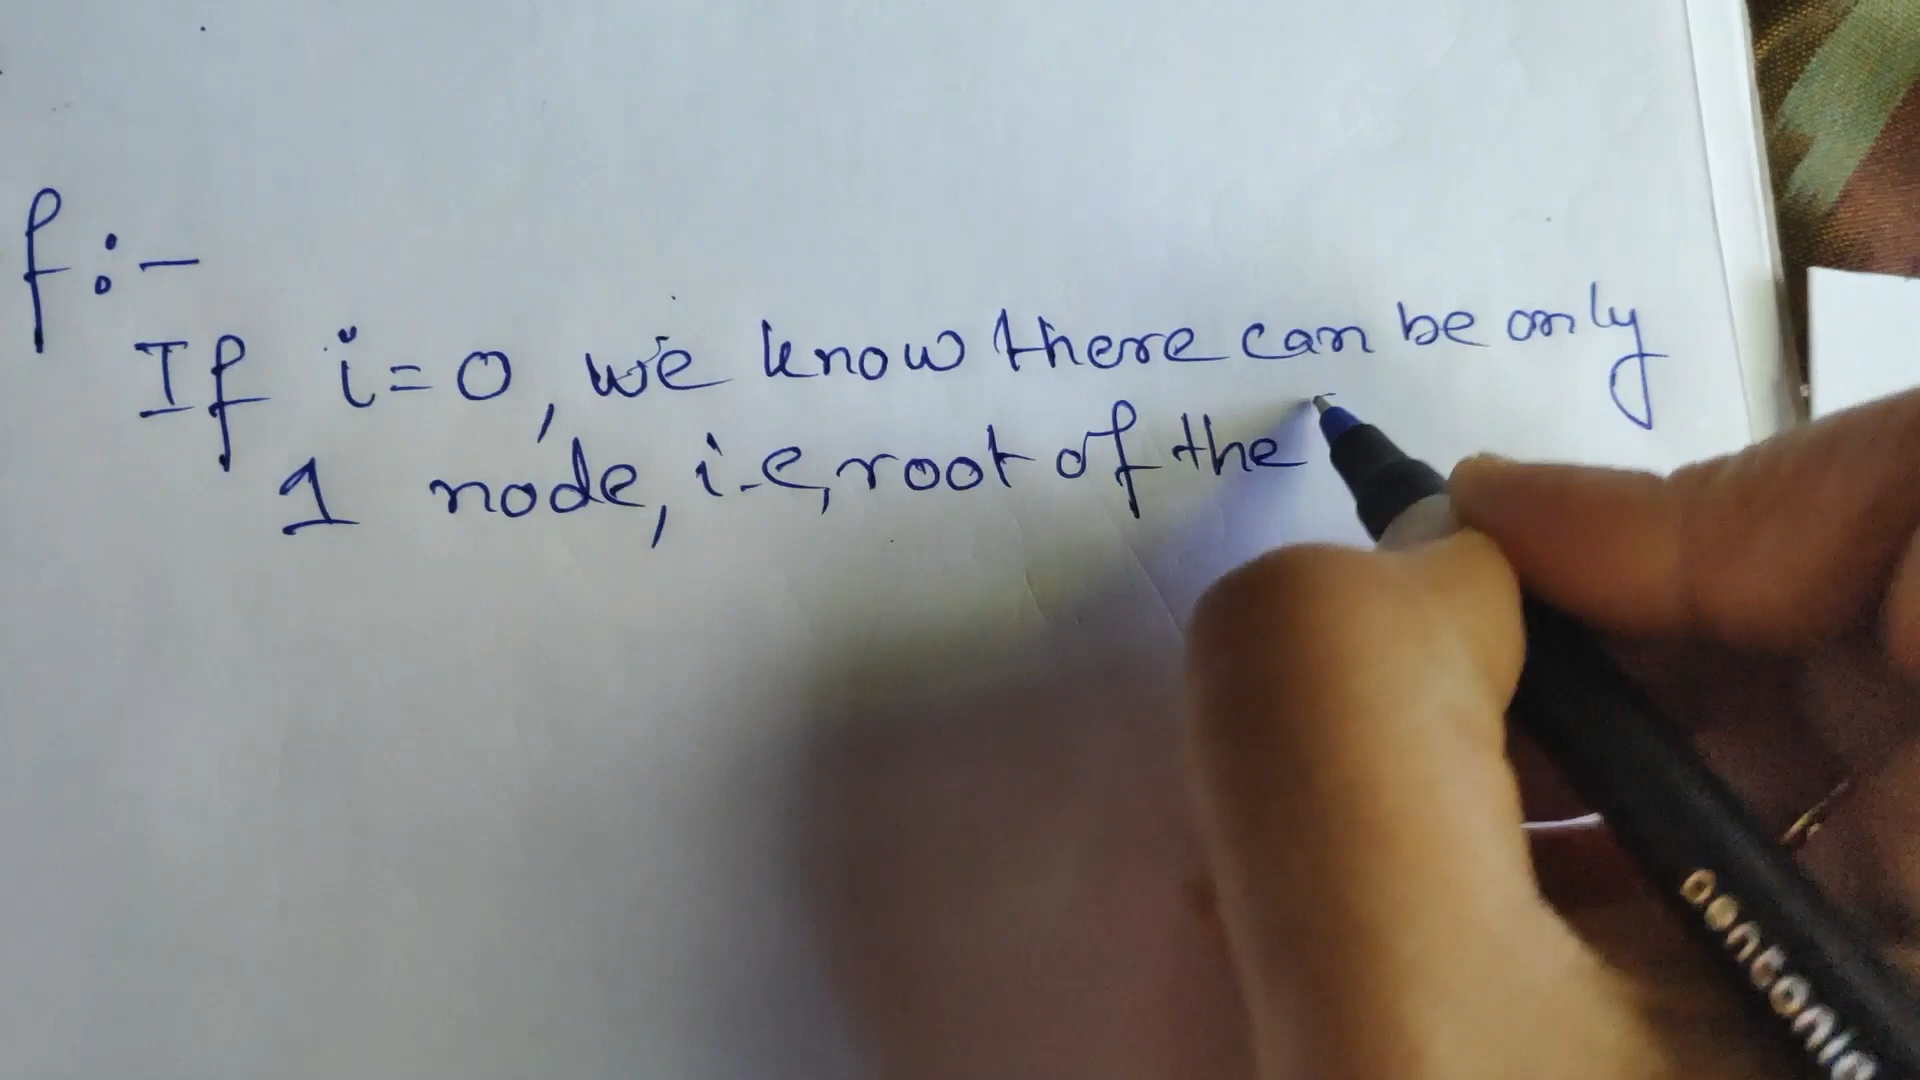 f:-
If i=0, we know there can be only
1 node, i.e, root of the